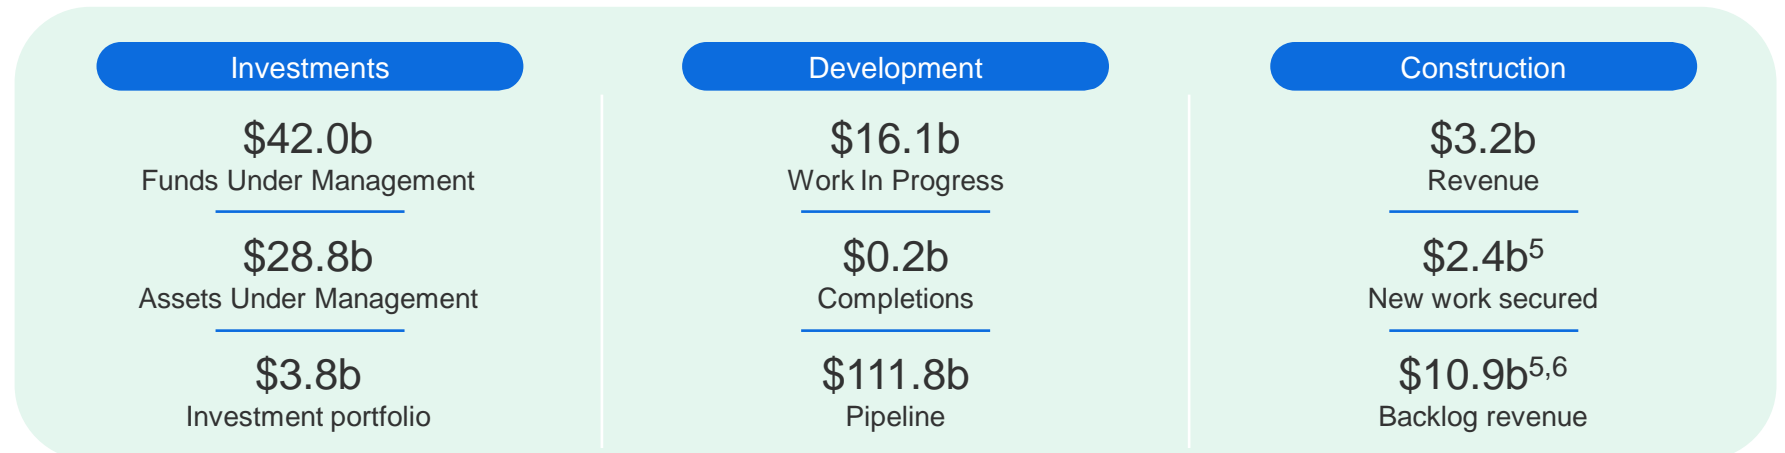 Investments
$42.0b
Funds Under Management
$28.8b
Assets Under Management
$3.8b
Investment portfolio
Development
$16.1b
Work In Progress
$0.2b
Completions
$111.8b
Pipeline
Construction
$3.2b
Revenue
$2.4b5
New work secured
$10.9b5,6
Backlog revenue